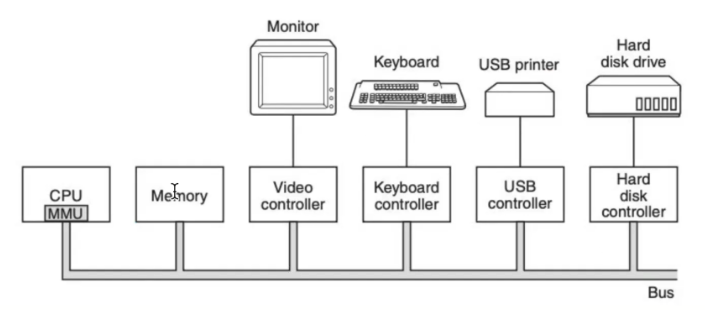 Monitor
Keyboard
USB printer
Hard
disk drive
CPU
MMU
Memory
Video
controller
Keyboard
controller
USB
controller
Hard
disk
controller
Bus